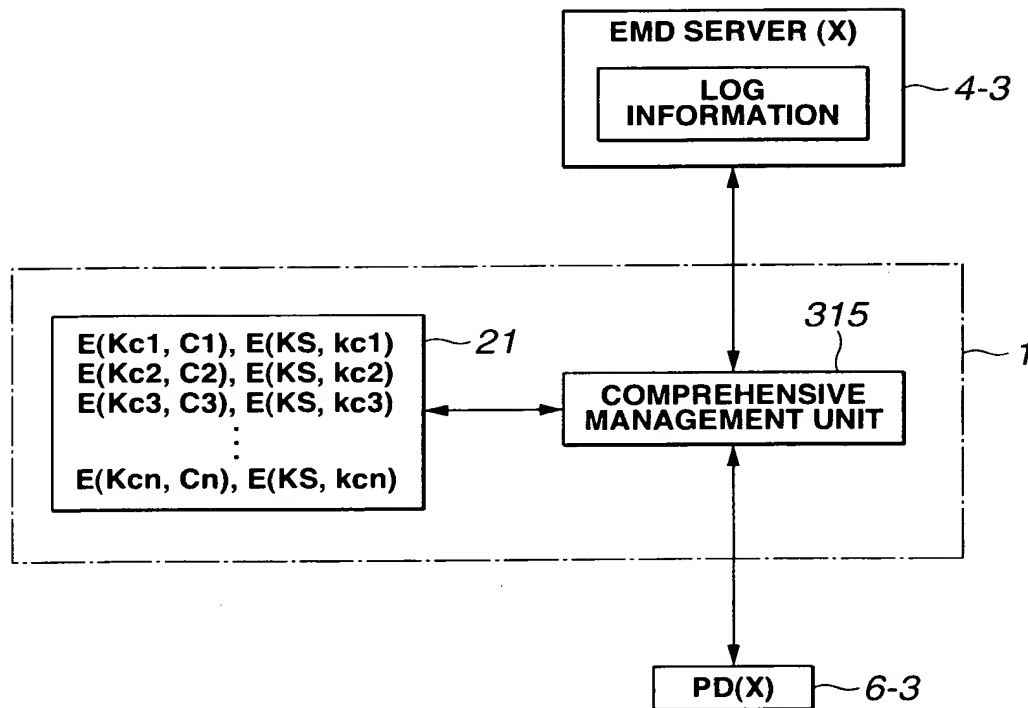 EMD SERVER (X)
LOG
INFORMATION
4-3
E(Kc1, C1), E(KS, kc1)
E(Kc2, C2), E(KS, kc2)
E(Kc3, C3), E(KS, kc3)
⋮
E(Kcn, Cn), E(KS, kcn)
21
315
COMPREHENSIVE
MANAGEMENT UNIT
1
PD(X)
6-3